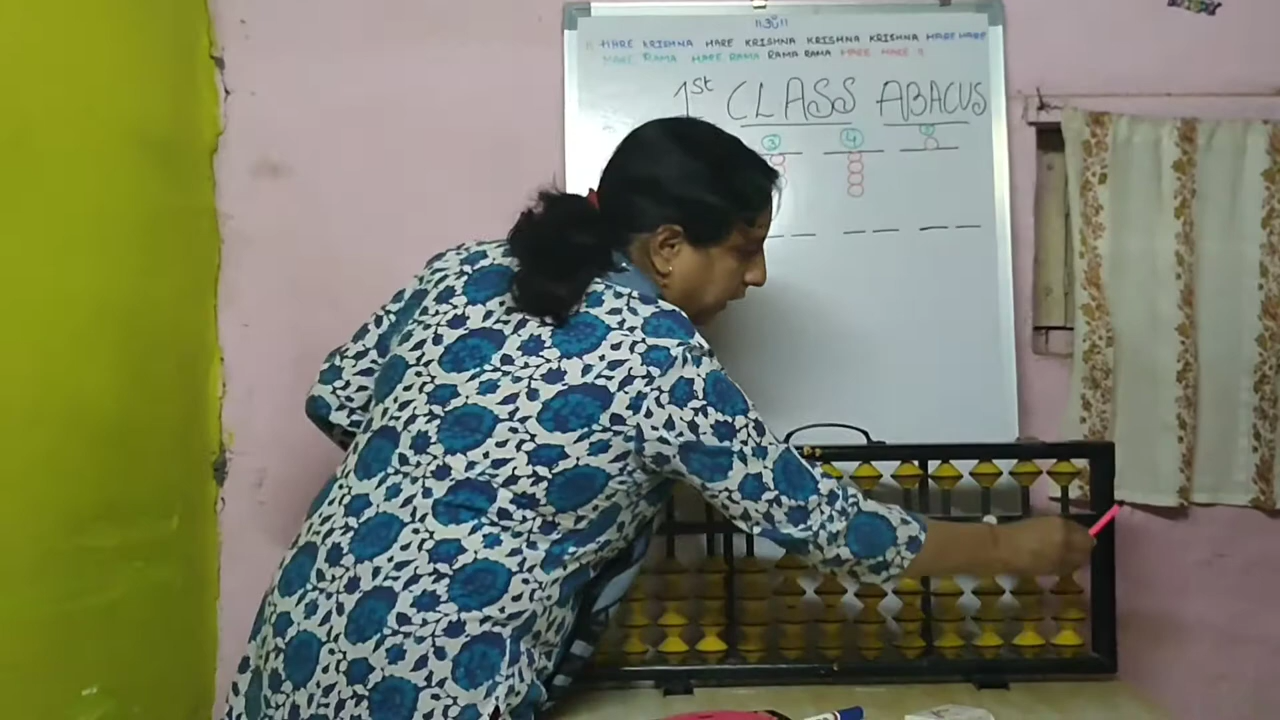 ॥ॐ॥
॥ HARE KRISHNA HARE KRISHNA KRISHNA KRISHNA HARE HARE
HARE RAMA HARE RAMA RAMA RAMA HARE HARE ॥
1st CLASS ABACUS
3 4